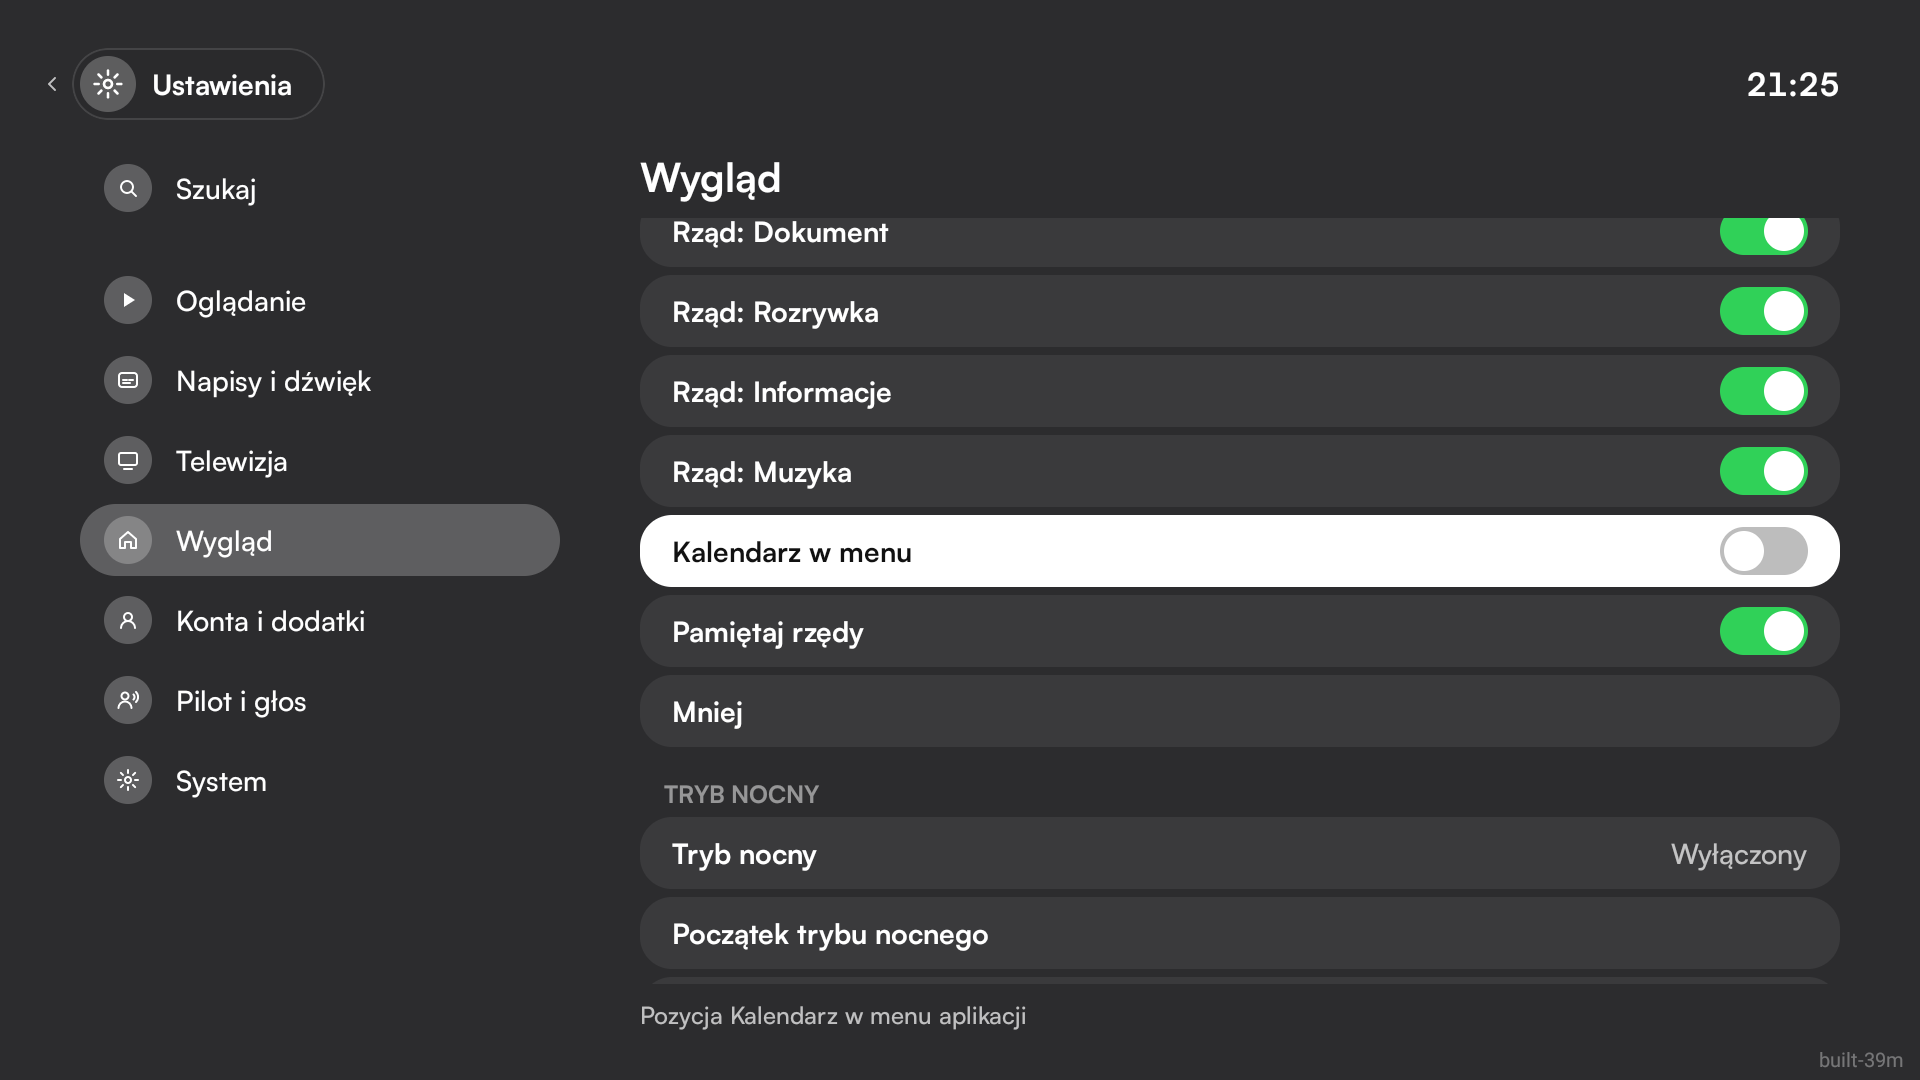 Ustawienia
21:25
Szukaj
Oglądanie
Napisy i dźwięk
Telewizja
Wygląd
Konta i dodatki
Pilot i głos
System
Wygląd
Rząd: Dokument
Rząd: Rozrywka
Rząd: Informacje
Rząd: Muzyka
Kalendarz w menu
Pamiętaj rzędy
Mniej
TRYB NOCNY
Tryb nocny
Wyłączony
Początek trybu nocnego
Pozycja Kalendarz w menu aplikacji
built-39m